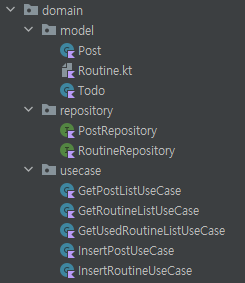 domain
model
Post
Routine.kt
Todo
repository
PostRepository
RoutineRepository
usecase
GetPostListUseCase
GetRoutineListUseCase
GetUsedRoutineListUseCase
InsertPostUseCase
InsertRoutineUseCase